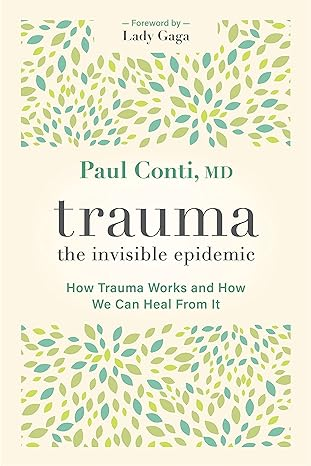 — Foreword by —
Lady Gaga
Paul Conti, MD
trauma
the invisible epidemic
How Trauma Works and How
We Can Heal From It